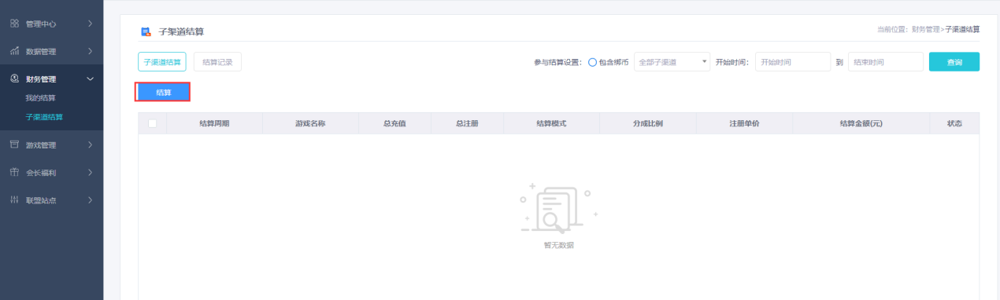 管理中心
数据管理
财务管理
我的结算
子渠道结算
游戏管理
会长福利
联盟站点
子渠道结算
当前位置：财务管理>子渠道结算
子渠道结算 结算记录 参与结算设置： 包含绑币 全部子渠道 开始时间： 开始时间 到 结束时间 查询
结算
结算周期 游戏名称 总充值 总注册 结算模式 分成比例 注册单价 结算金额(元) 状态
暂无数据